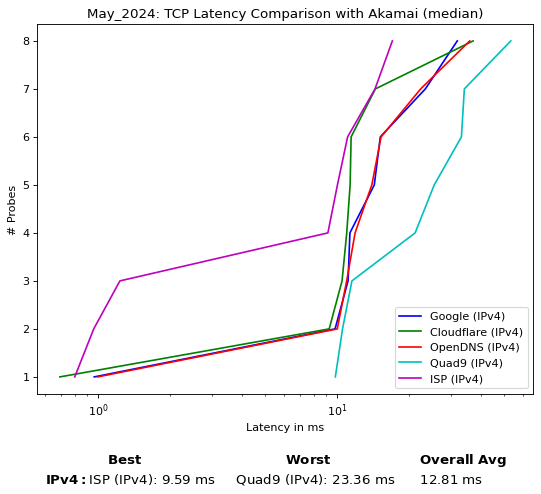 May_2024: TCP Latency Comparison with Akamai (median)
8
7
6
5
4
3
2
1
# Probes
10⁰
10¹
Latency in ms
Google (IPv4)
Cloudflare (IPv4)
OpenDNS (IPv4)
Quad9 (IPv4)
ISP (IPv4)
Best Worst Overall Avg
IPv4: ISP (IPv4): 9.59 ms Quad9 (IPv4): 23.36 ms 12.81 ms